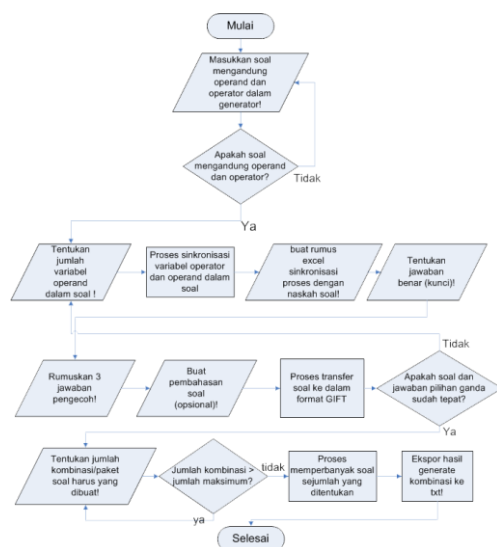 Mulai
Masukkan soal
mengandung operand
dan operator dalam
generator!
Apakah soal
mengandung operand
dan operator?
Tidak
Ya
Tentukan
jumlah
variabel
operand
dalam soal !
Proses sinkronisasi
variabel operator
dan operand dalam
soal
buat rumus
excel
sinkronisasi
proses dengan
naskah soal!
Tentukan
jawaban
benar (kunci)!
Tidak
Rumuskan 3
jawaban
pengecoh!
Buat
pembahasan
soal
(opsional)!
Proses transfer
soal ke dalam
format GIFT
Apakah soal dan
jawaban pilihan ganda
sudah tepat?
Ya
Tentukan jumlah
kombinasi/paket
soal harus yang
dibuat!
Jumlah kombinasi >
jumlah maksimum?
tidak
Proses
memperbanyak soal
sejumlah yang
ditentukan
Ekspor hasil
generate
kombinasi ke
txt!
ya
Selesai